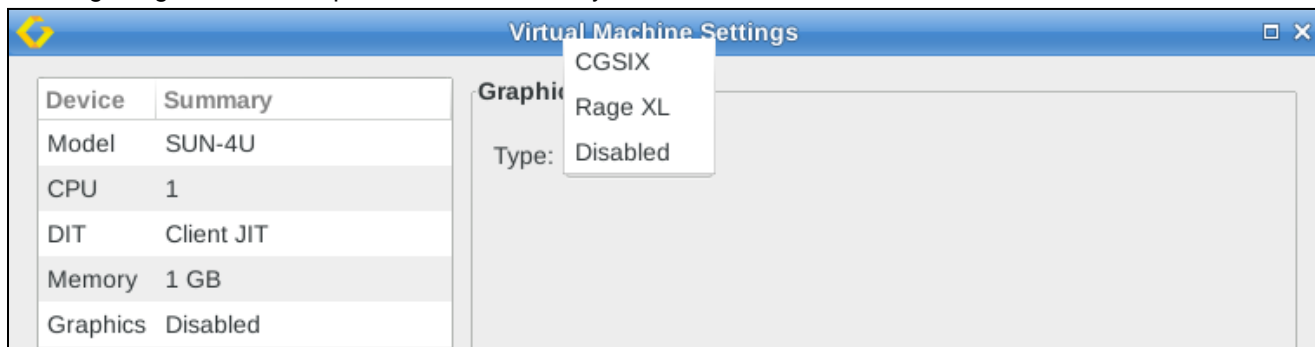 Virtual Machine Settings
Device Summary
Model SUN-4U
CPU 1
DIT Client JIT
Memory 1 GB
Graphics Disabled
Graphi
Type:
CGSIX
Rage XL
Disabled